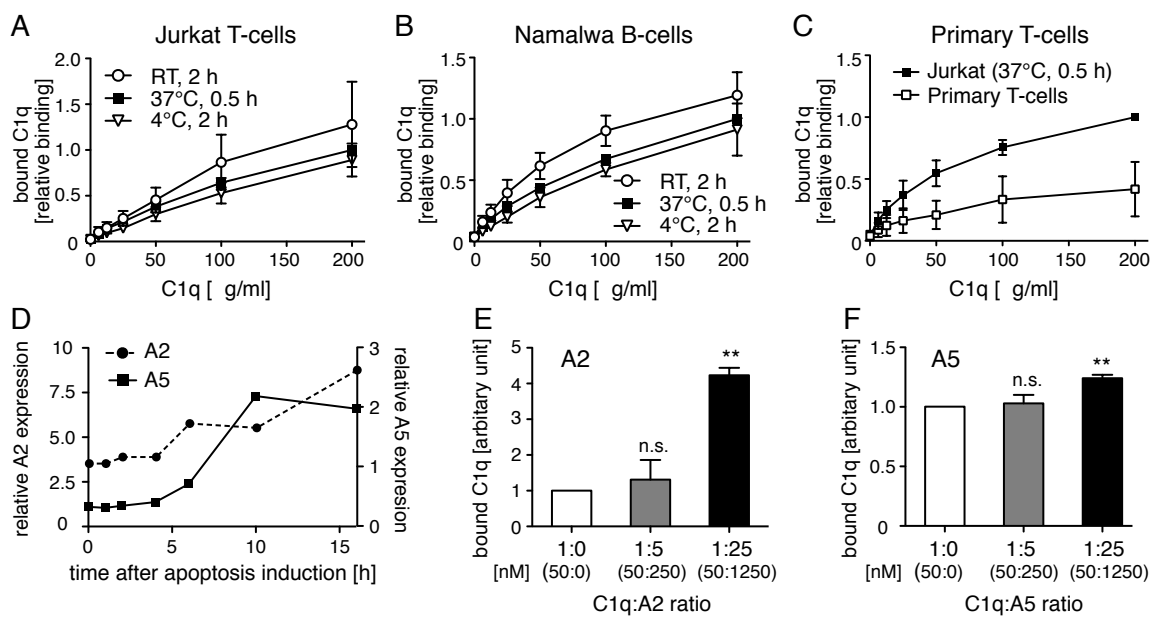 A
Jurkat T-cells
bound C1q
[relative binding]
2.0
1.5
1.0
0.5
0
RT, 2 h
37°C, 0.5 h
4°C, 2 h
0 50 100 150 200
C1q [ g/ml]
B
Namalwa B-cells
bound C1q
[relative binding]
1.5
1.0
0.5
0
RT, 2 h
37°C, 0.5 h
4°C, 2 h
0 50 100 150 200
C1q [ g/ml]
C
Primary T-cells
bound C1q
[relative binding]
1.5
1.0
0.5
0
Jurkat (37°C, 0.5 h)
Primary T-cells
0 50 100 150 200
C1q [ g/ml]
D
relative A2 expression
10
7.5
5.0
2.5
0
A2
A5
3
2
1
0
relative A5 expresion
0 5 10 15
time after apoptosis induction [h]
E
A2
bound C1q [arbitary unit]
5
4
3
2
1
0
n.s.
**
1:0 1:5 1:25
[nM] (50:0) (50:250) (50:1250)
C1q:A2 ratio
F
A5
bound C1q [arbitary unit]
1.5
1.0
0.5
0
n.s.
**
1:0 1:5 1:25
[nM] (50:0) (50:250) (50:1250)
C1q:A5 ratio